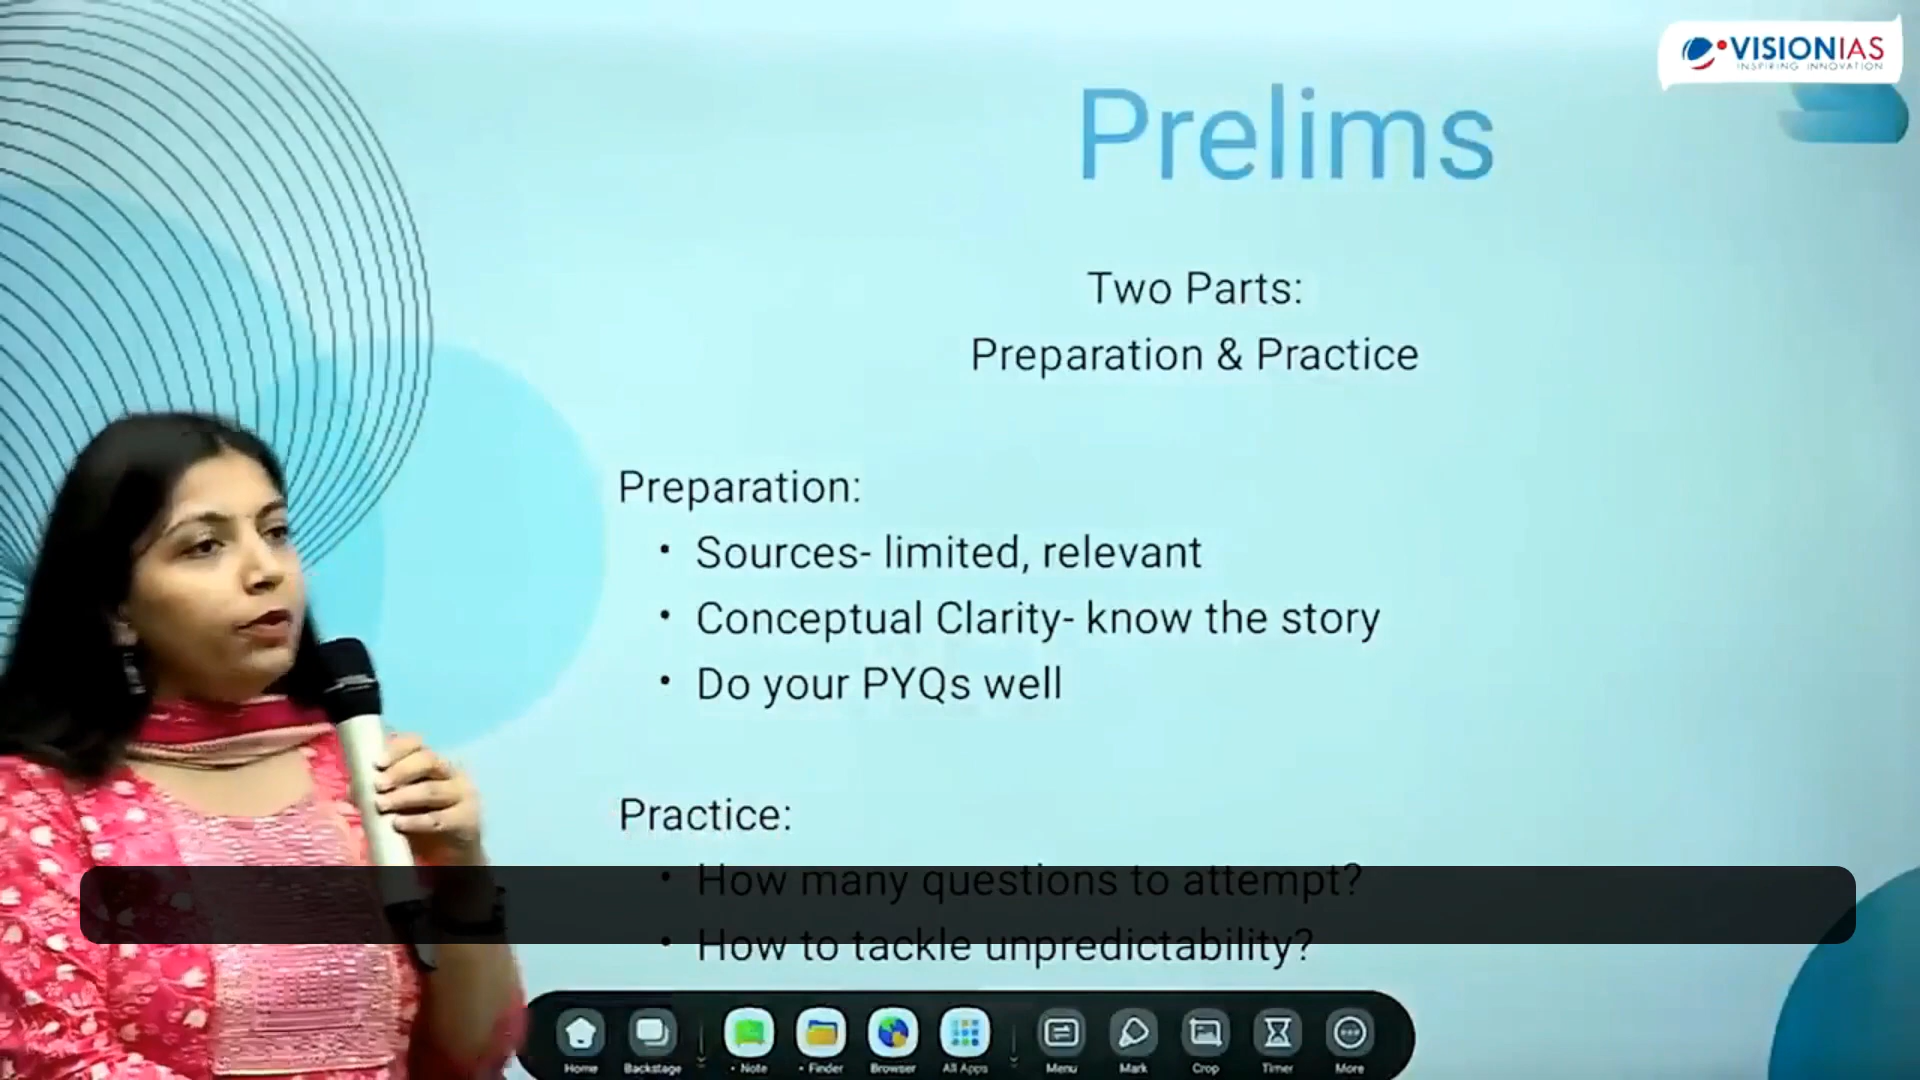 VISIONIAS
INSPIRING INNOVATION
Prelims
Two Parts:
Preparation & Practice
Preparation:
• Sources- limited, relevant
• Conceptual Clarity- know the story
• Do your PYQs well
Practice:
• How many questions to attempt?
• How to tackle unpredictability?
Home Backstage • Note • Finder Browser All Apps Menu Mark Crop Timer More